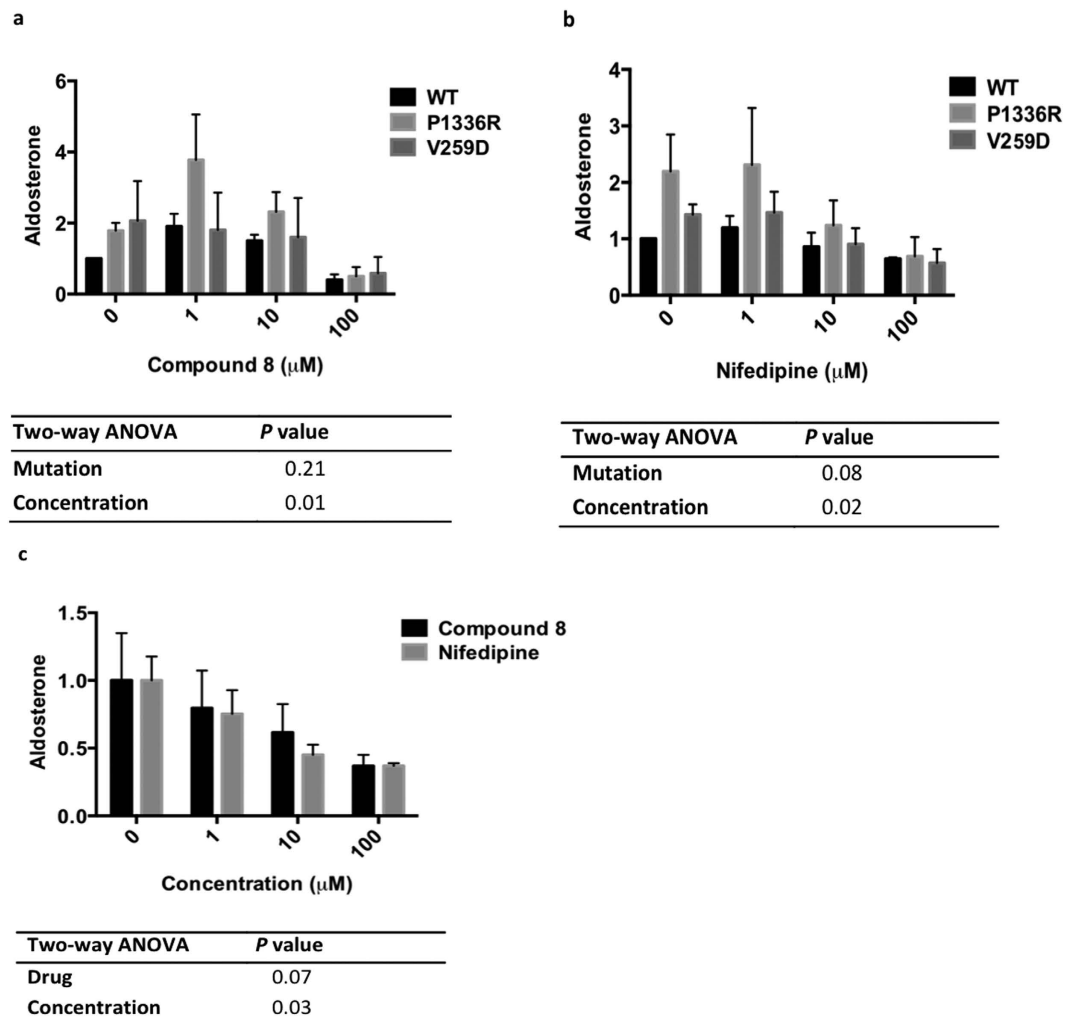 a
6
4
2
0
Aldosterone
WT
P1336R
V259D
0 1 10 100
Compound 8 (μM)
Two-way ANOVA P value
Mutation 0.21
Concentration 0.01
b
4
3
2
1
0
Aldosterone
WT
P1336R
V259D
0 1 10 100
Nifedipine (μM)
Two-way ANOVA P value
Mutation 0.08
Concentration 0.02
c
1.5
1.0
0.5
0.0
Aldosterone
Compound 8
Nifedipine
0 1 10 100
Concentration (μM)
Two-way ANOVA P value
Drug 0.07
Concentration 0.03